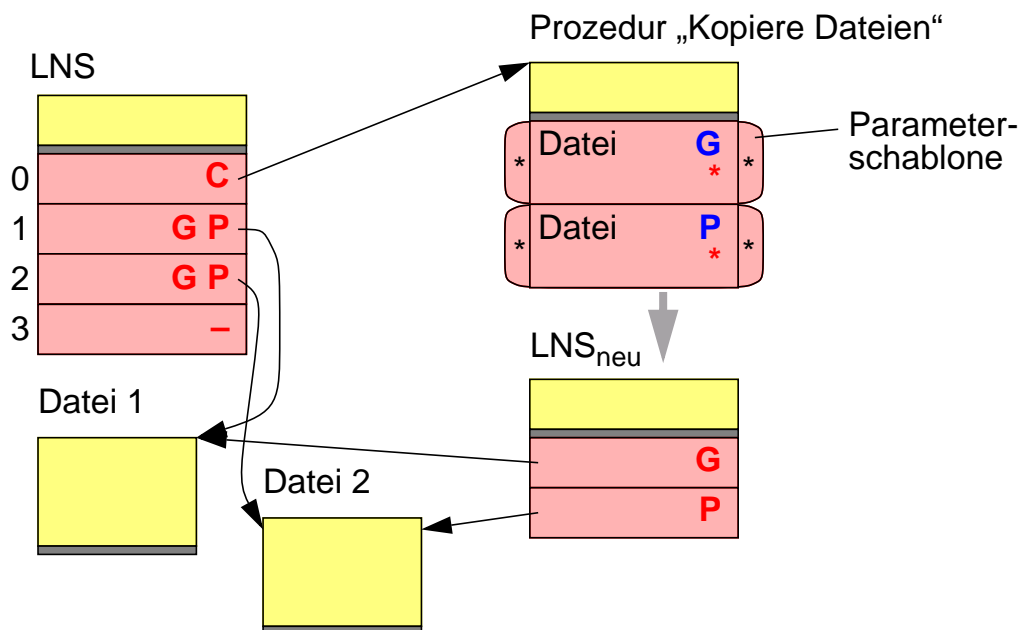 Prozedur „Kopiere Dateien“
LNS
0 C
1 G P
2 G P
3 –
* Datei G *
*
* Datei P *
*
Parameter-
schablone
LNSneu
G
P
Datei 1
Datei 2